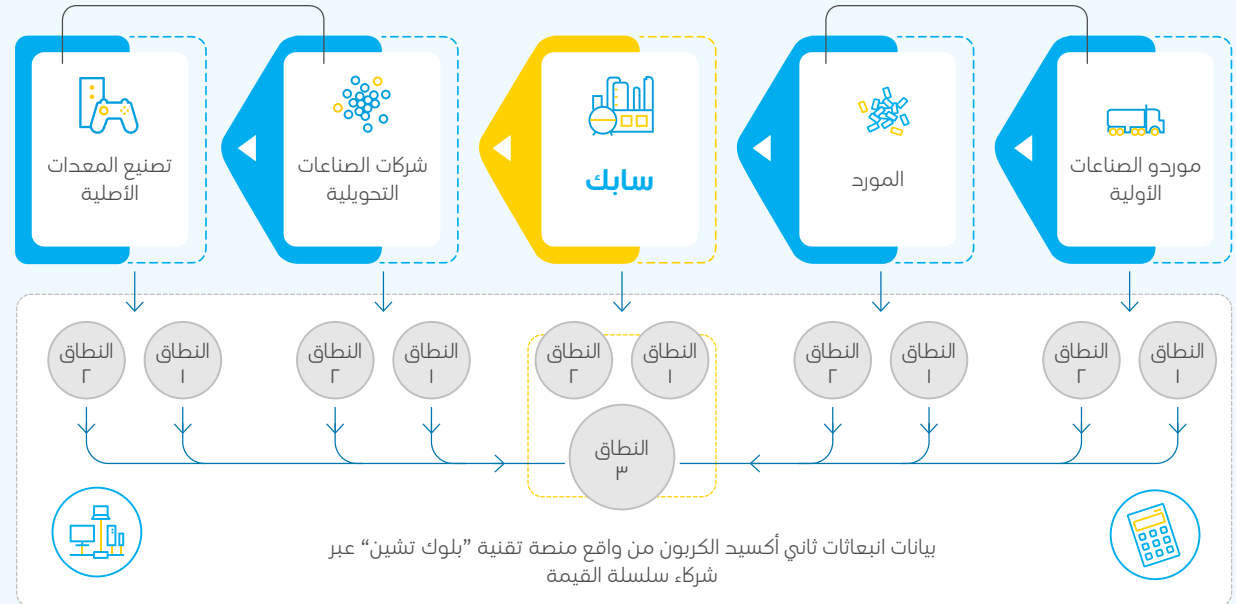 موردو الصناعات
الأولية
المورد
سابك
شركات الصناعات
التحويلية
تصنيع المعدات
الأصلية
النطاق
١
النطاق
٢
النطاق
١
النطاق
٢
النطاق
١
النطاق
٢
النطاق
١
النطاق
٢
النطاق
١
النطاق
٢
النطاق
٣
بيانات انبعاثات ثاني أكسيد الكربون من واقع منصة تقنية ”بلوك تشين“ عبر
شركاء سلسلة القيمة